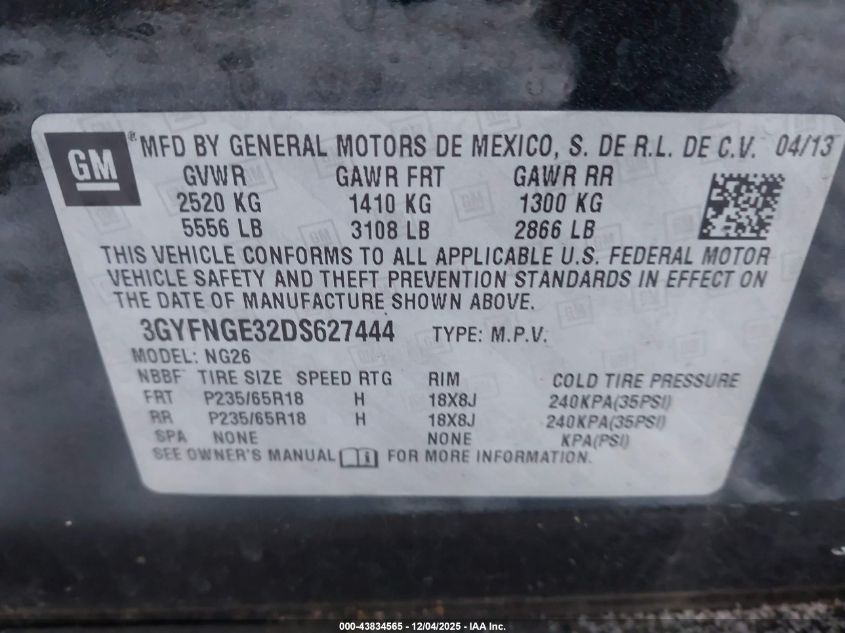 GM ® MFD BY GENERAL MOTORS DE MEXICO, S. DE R.L. DE C.V. 04/13
GVWR GAWR FRT GAWR RR
2520 KG 1410 KG 1300 KG
5556 LB 3108 LB 2866 LB
THIS VEHICLE CONFORMS TO ALL APPLICABLE U.S. FEDERAL MOTOR
VEHICLE SAFETY AND THEFT PREVENTION STANDARDS IN EFFECT ON
THE DATE OF MANUFACTURE SHOWN ABOVE.
3GYFNGE32DS627444 TYPE: M.P.V.
MODEL: NG26
NBBF TIRE SIZE SPEED RTG RIM COLD TIRE PRESSURE
FRT P235/65R18 H 18X8J 240KPA(35PSI)
RR P235/65R18 H 18X8J 240KPA(35PSI)
SPA NONE NONE KPA(PSI)
SEE OWNER'S MANUAL FOR MORE INFORMATION.
000-43834565 - 12/04/2025 - IAA Inc.